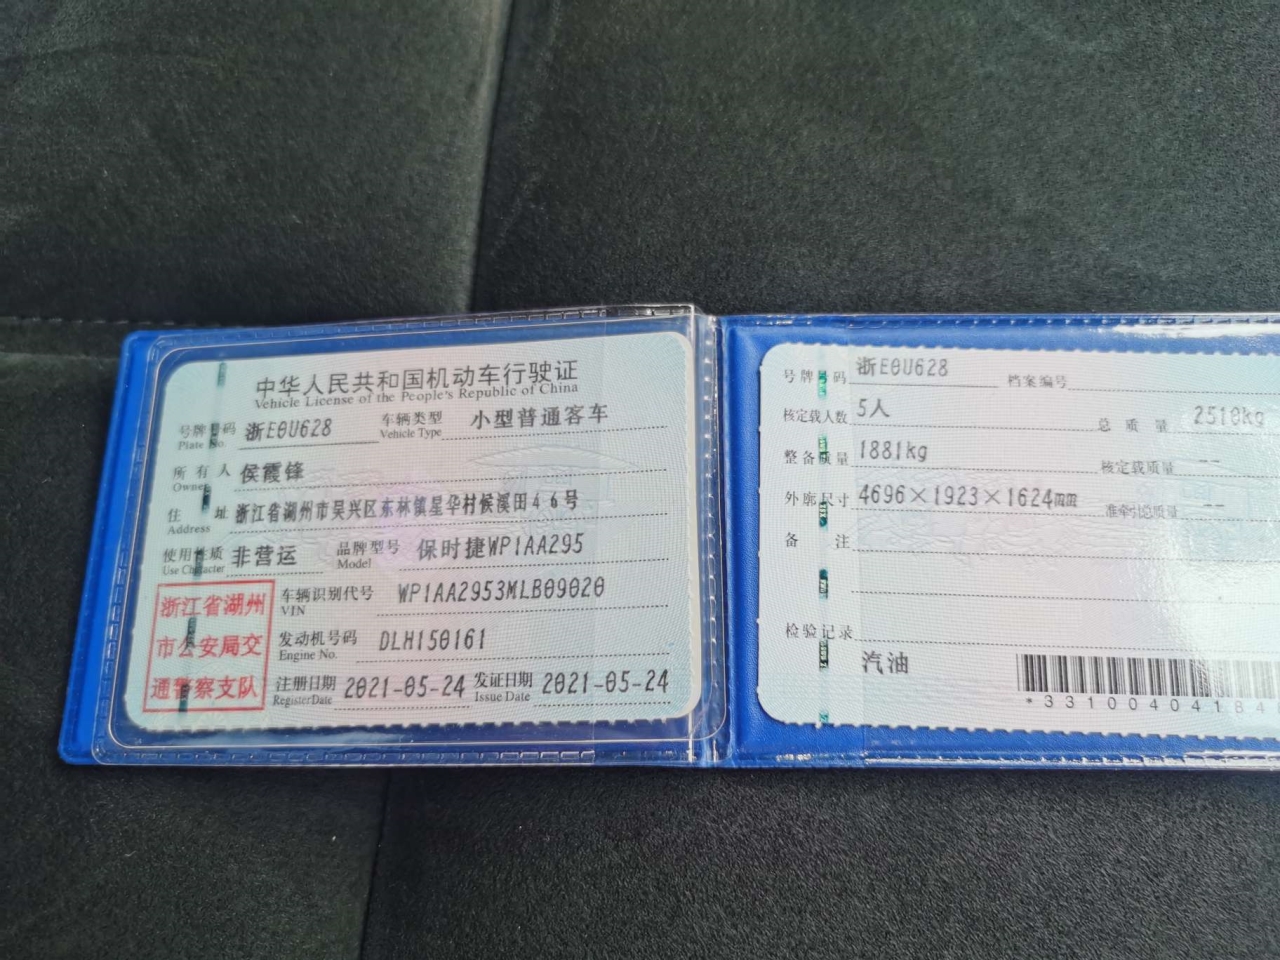 中华人民共和国机动车行驶证
Vehicle License of the People's Republic of China
号牌号码 浙E0U628 车辆类型 小型普通客车
Plate No. Vehicle Type
所有人 侯霞锋
Owner
住址 浙江省湖州市吴兴区东林镇星华村候溪田46号
Address
使用性质 非营运 品牌型号 保时捷WP1AA295
Use Character Model
浙江省湖州
市公安局交
通警察支队
车辆识别代号 WP1AA2953MLB09020
VIN
发动机号码 DLH150161
Engine No.
注册日期 2021-05-24 发证日期 2021-05-24
Register Date Issue Date
号牌号码 浙E0U628 档案编号
核定载人数 5人 总质量 2510kg
整备质量 1881kg 核定载质量 --
外廓尺寸 4696×1923×1624mm 准牵引总质量 --
备注
检验记录
汽油
*33100404184